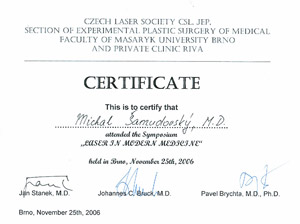 CZECH LASER SOCIETY CSL. JEP.
SECTION OF EXPERIMENTAL PLASTIC SURGERY OF MEDICAL
FACULTY OF MASARYK UNIVERSITY BRNO
AND PRIVATE CLINIC RIVA
CERTIFICATE
This is to certify that
Michal Šamudovský, M.D.
attended the Symposium
„LASER IN MODERN MEDICINE"
held in Brno, November 25th, 2006
Jan Stanek, M.D. Johannes C. Bruck, M.D. Pavel Brychta, M.D., Ph.D.
Brno, November 25th, 2006